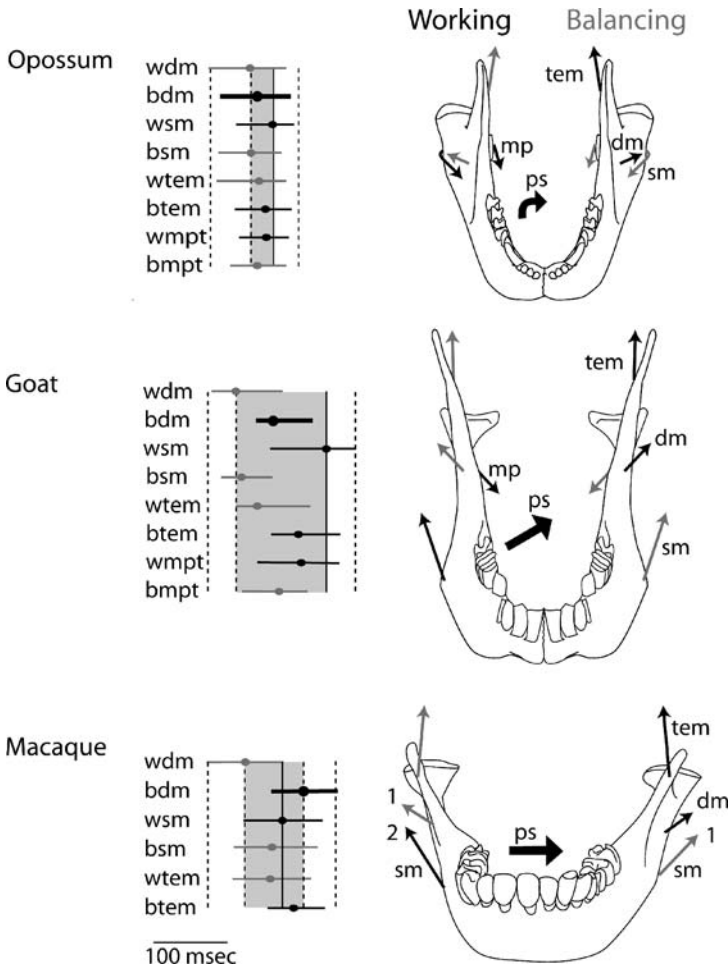 Working Balancing
Opossum
wdm
bdm
wsm
bsm
wtem
btem
wmpt
bmpt
tem
mp
dm
sm
ps
Goat
wdm
bdm
wsm
bsm
wtem
btem
wmpt
bmpt
tem
dm
mp
ps
sm
Macaque
wdm
bdm
wsm
bsm
wtem
btem
100 msec
tem
1
2
sm
ps
dm
1
sm